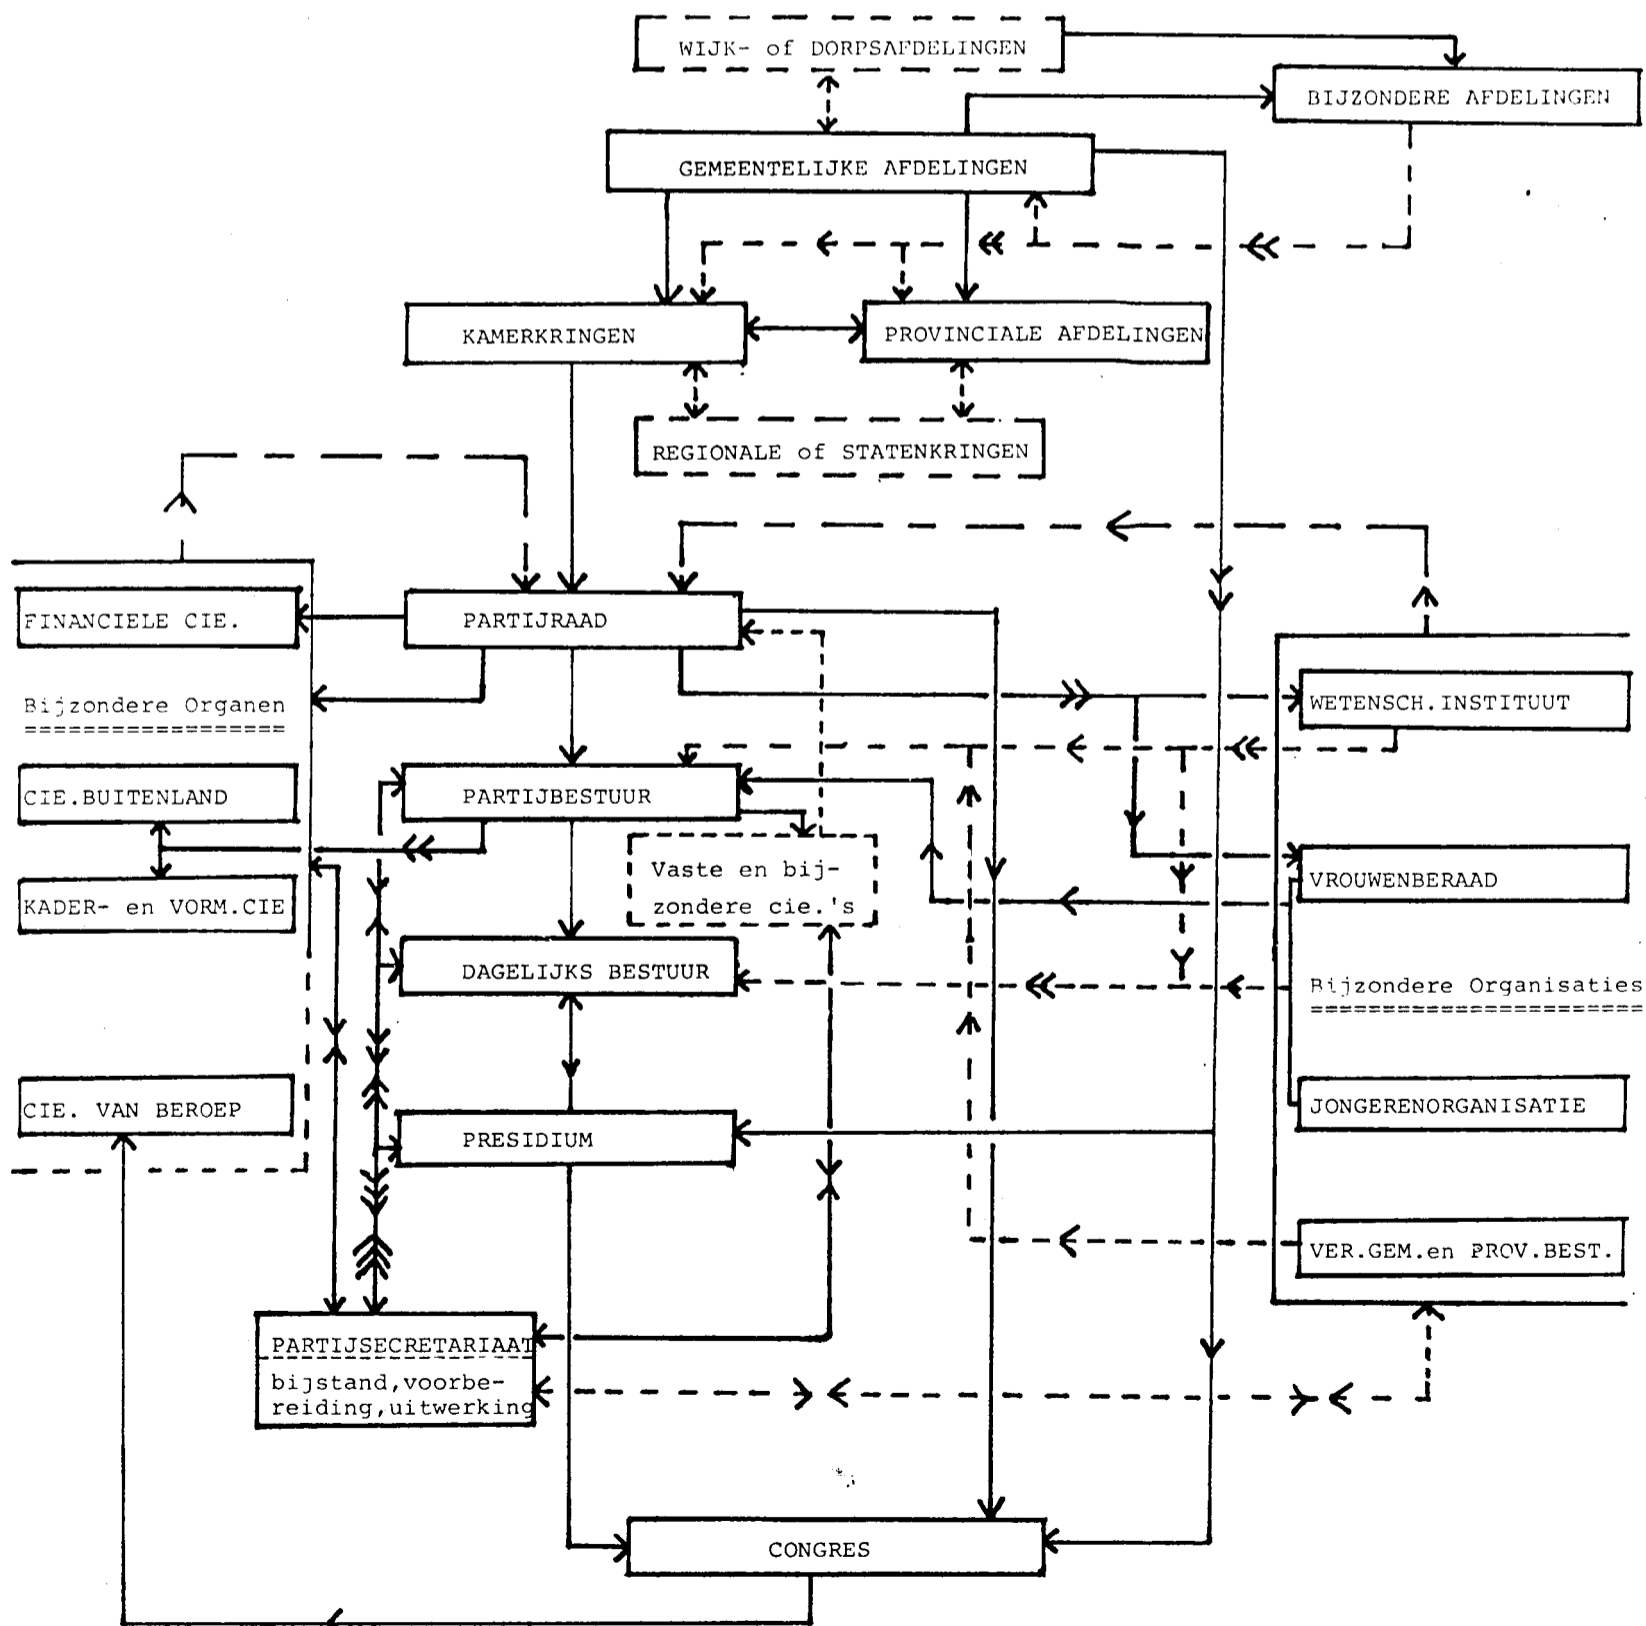 WIJK- of DORPSAFDELINGEN
BIJZONDERE AFDELINGEN
GEMEENTELIJKE AFDELINGEN
KAMERKRINGEN
PROVINCIALE AFDELINGEN
REGIONALE of STATENKRINGEN
FINANCIELE CIE.
PARTIJRAAD
Bijzondere Organen
WETENSCH.INSTITUUT
CIE.BUITENLAND
PARTIJBESTUUR
Vaste en bij-
zondere cie.'s
VROUWENBERAAD
KADER- en VORM.CIE
DAGELIJKS BESTUUR
Bijzondere Organisaties
CIE. VAN BEROEP
JONGERENORGANISATIE
PRESIDIUM
VER.GEM.en PROV.BEST.
PARTIJSECRETARIAAT
bijstand,voorbe-
reiding,uitwerking
CONGRES